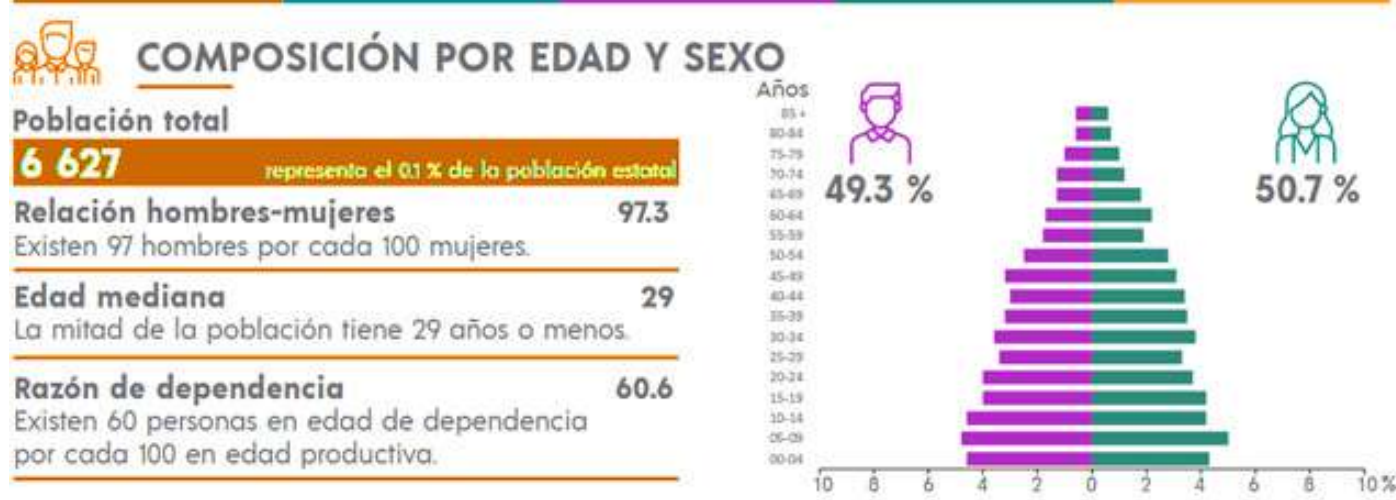 COMPOSICIÓN POR EDAD Y SEXO
Población total
6 627 representa el 0.1 % de la población estatal
Relación hombres-mujeres 97.3
Existen 97 hombres por cada 100 mujeres.
Edad mediana 29
La mitad de la población tiene 29 años o menos.
Razón de dependencia 60.6
Existen 60 personas en edad de dependencia
por cada 100 en edad productiva.
Años
85 +
80-84
75-79
70-74
65-69
60-64
55-59
50-54
45-49
40-44
35-39
30-34
25-29
20-24
15-19
10-14
05-09
00-04
49.3 %
50.7 %
10 8 6 4 2 0 2 4 6 8 10 %